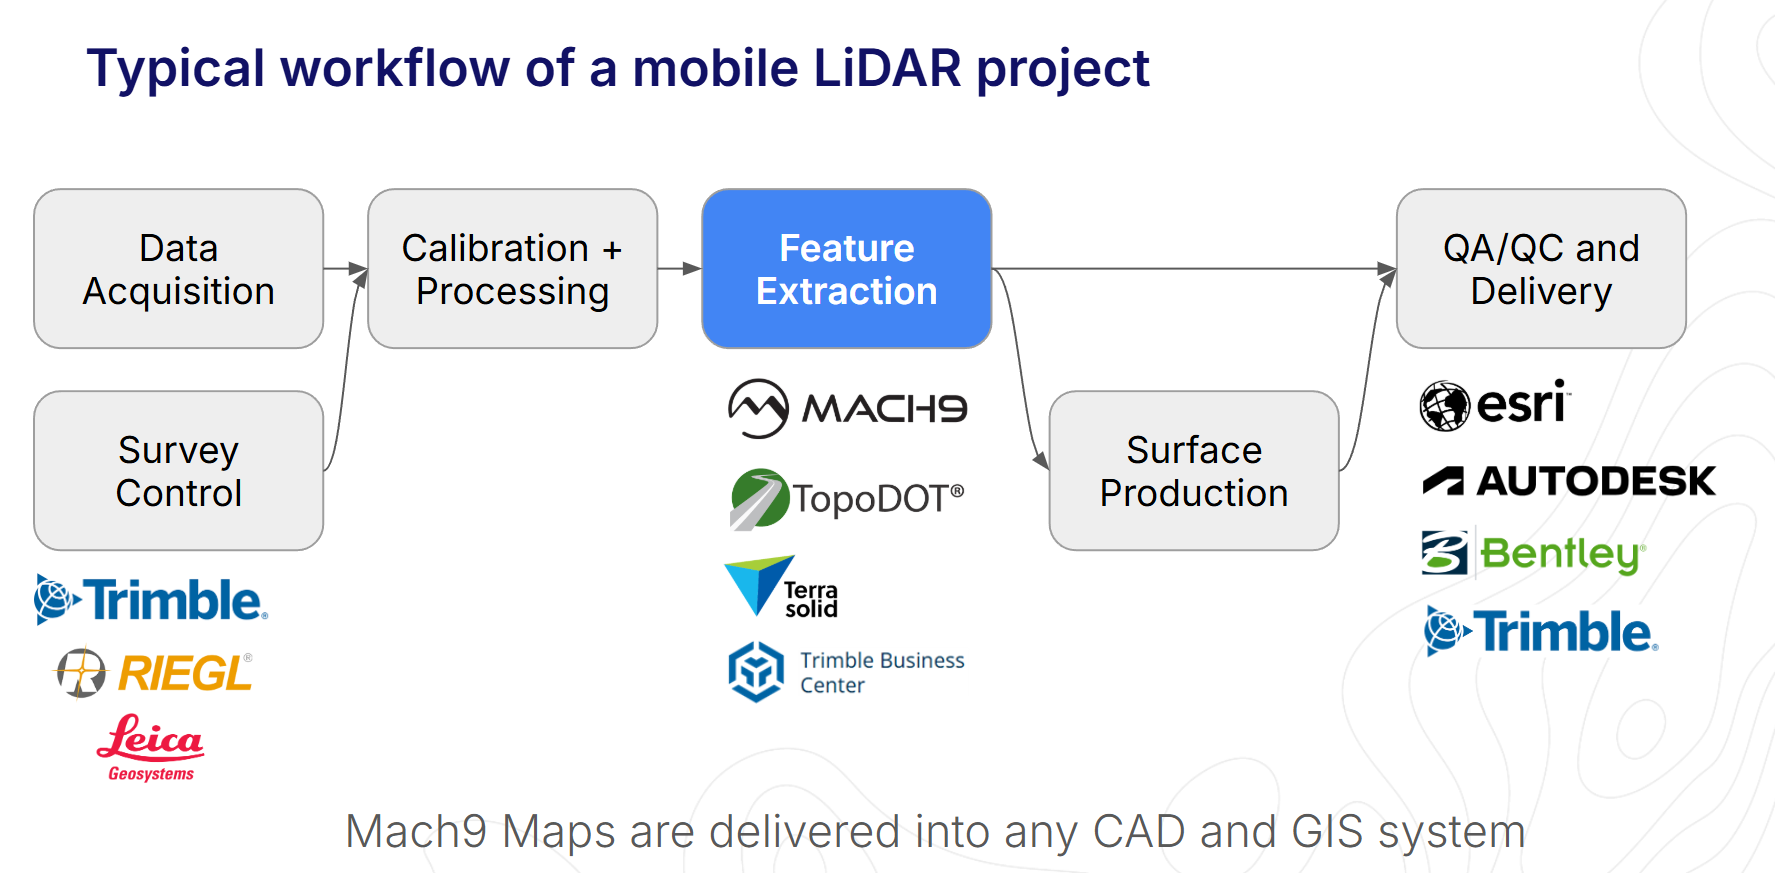 Typical workflow of a mobile LiDAR project
Data
Acquisition
Calibration +
Processing
Feature
Extraction
QA/QC and
Delivery
Survey
Control
Surface
Production
Trimble®
RIEGL®
Leica
Geosystems
MACH9
TopoDOT®
Terra
solid
Trimble Business
Center
esri™
AUTODESK
Bentley®
Trimble®
Mach9 Maps are delivered into any CAD and GIS system